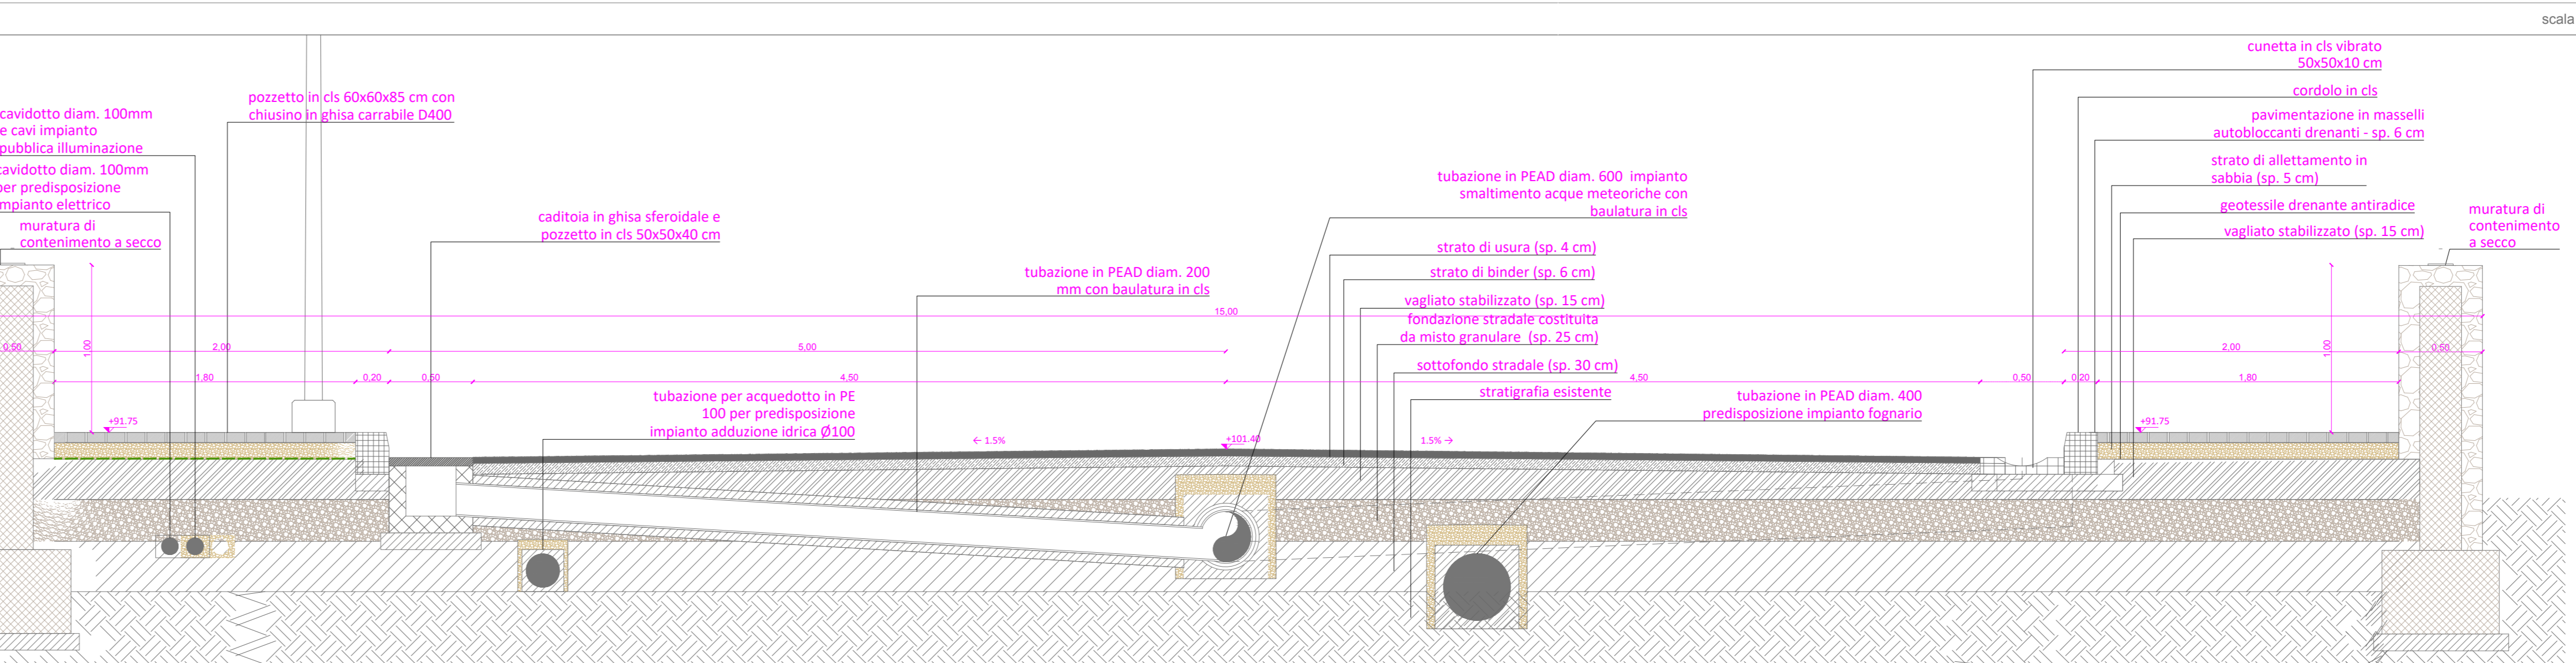 scala
cavidotto diam. 100mm
e cavi impianto
pubblica illuminazione
cavidotto diam. 100mm
per predisposizione
impianto elettrico
muratura di
contenimento a secco
pozzetto in cls 60x60x85 cm con
chiusino in ghisa carrabile D400
caditoia in ghisa sferoidale e
pozzetto in cls 50x50x40 cm
tubazione in PEAD diam. 200
mm con baulatura in cls
tubazione per acquedotto in PE
100 per predisposizione
impianto adduzione idrica Ø100
tubazione in PEAD diam. 600 impianto
smaltimento acque meteoriche con
baulatura in cls
strato di usura (sp. 4 cm)
strato di binder (sp. 6 cm)
vagliato stabilizzato (sp. 15 cm)
fondazione stradale costituita
da misto granulare (sp. 25 cm)
sottofondo stradale (sp. 30 cm)
stratigrafia esistente
tubazione in PEAD diam. 400
predisposizione impianto fognario
cunetta in cls vibrato
50x50x10 cm
cordolo in cls
pavimentazione in masselli
autobloccanti drenanti - sp. 6 cm
strato di allettamento in
sabbia (sp. 5 cm)
geotessile drenante antiradice
vagliato stabilizzato (sp. 15 cm)
muratura di
contenimento
a secco
15,00
0,50
1,00
2,00
5,00
2,00
1,00
0,50
1,80
0,20
0,50
4,50
4,50
0,50
0,20
1,80
+91.75
← 1.5%
+101.40
1.5% →
+91.75